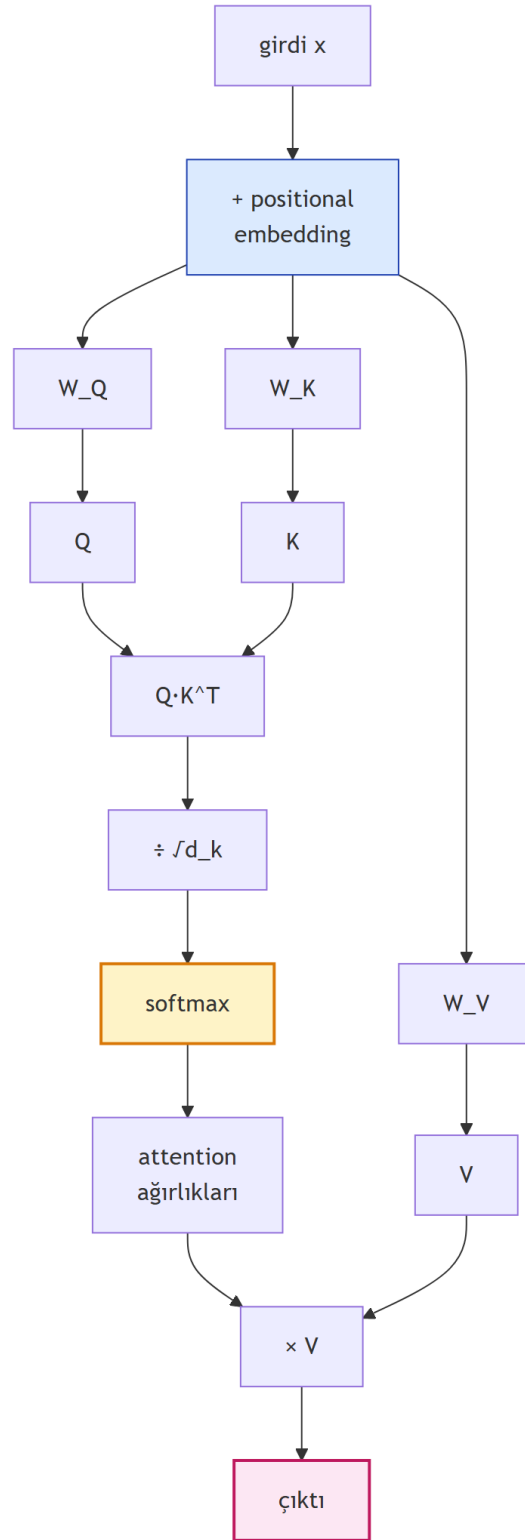 girdi x
+ positional
embedding
W_Q
W_K
Q
K
Q·K^T
÷ √d_k
softmax
W_V
attention
ağırlıkları
V
× V
çıktı